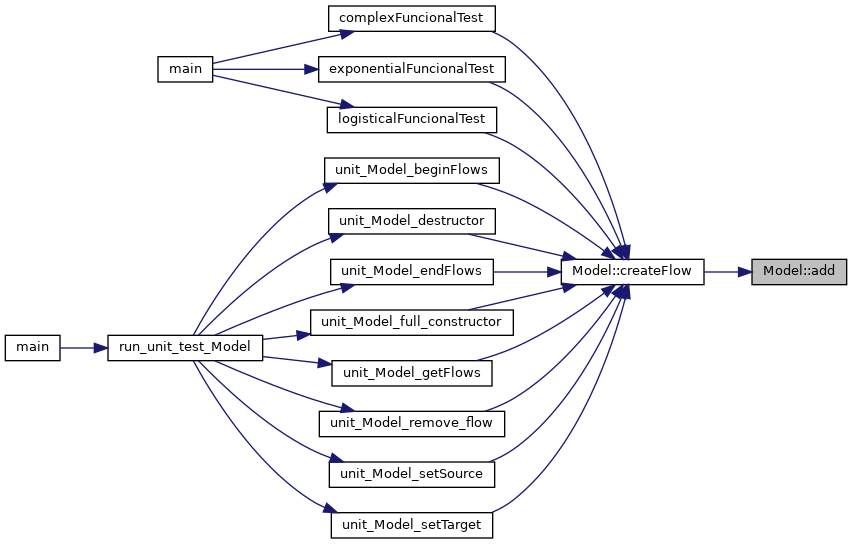 complexFuncionalTest
main
exponentialFuncionalTest
logisticalFuncionalTest
unit_Model_beginFlows
unit_Model_destructor
unit_Model_endFlows
Model::createFlow
Model::add
unit_Model_full_constructor
main
run_unit_test_Model
unit_Model_getFlows
unit_Model_remove_flow
unit_Model_setSource
unit_Model_setTarget